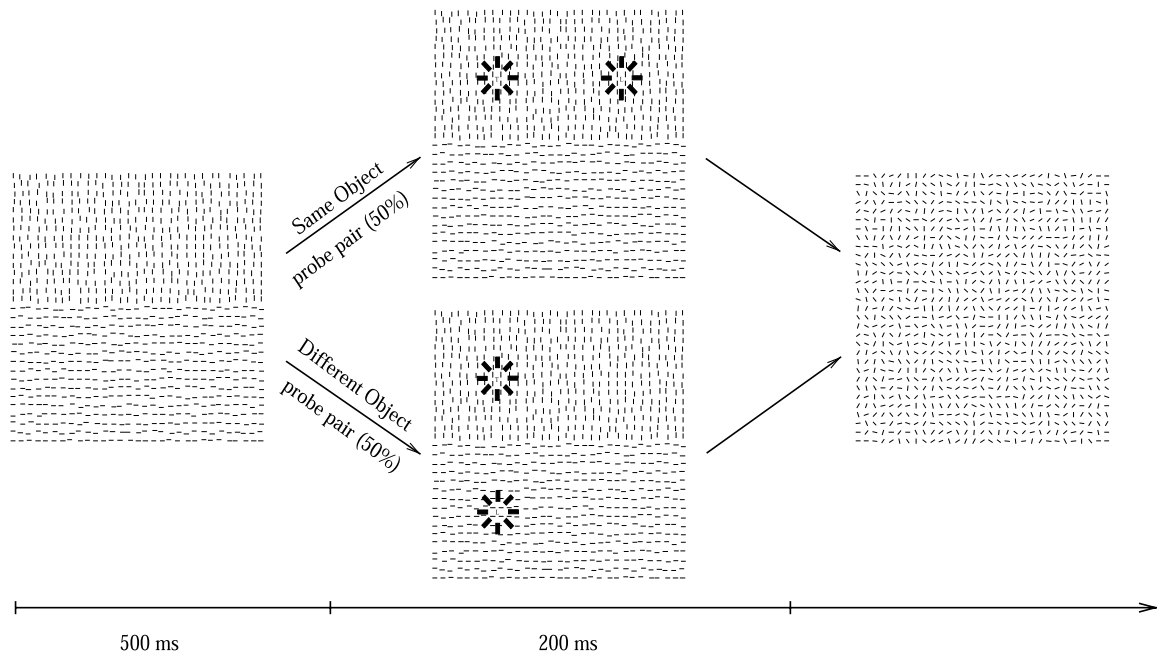 Same Object
probe pair (50%)
Different Object
probe pair (50%)
500 ms
200 ms